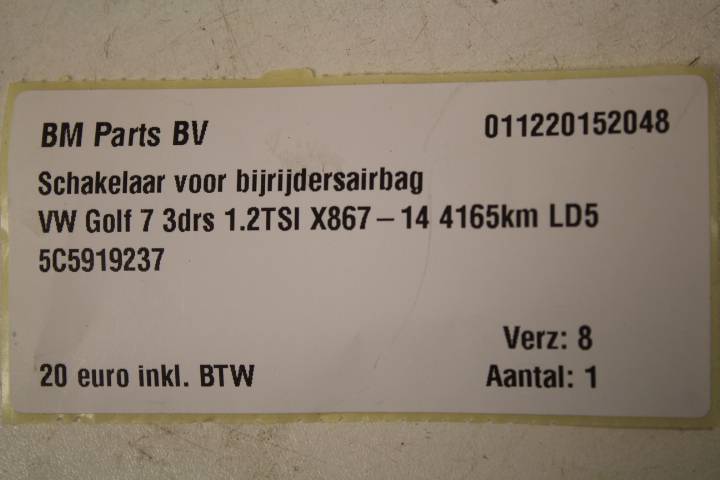 BM Parts BV 011220152048
Schakelaar voor bijrijdersairbag
VW Golf 7 3drs 1.2TSI X867-14 4165km LD5
5C5919237
Verz: 8
20 euro inkl. BTW Aantal: 1